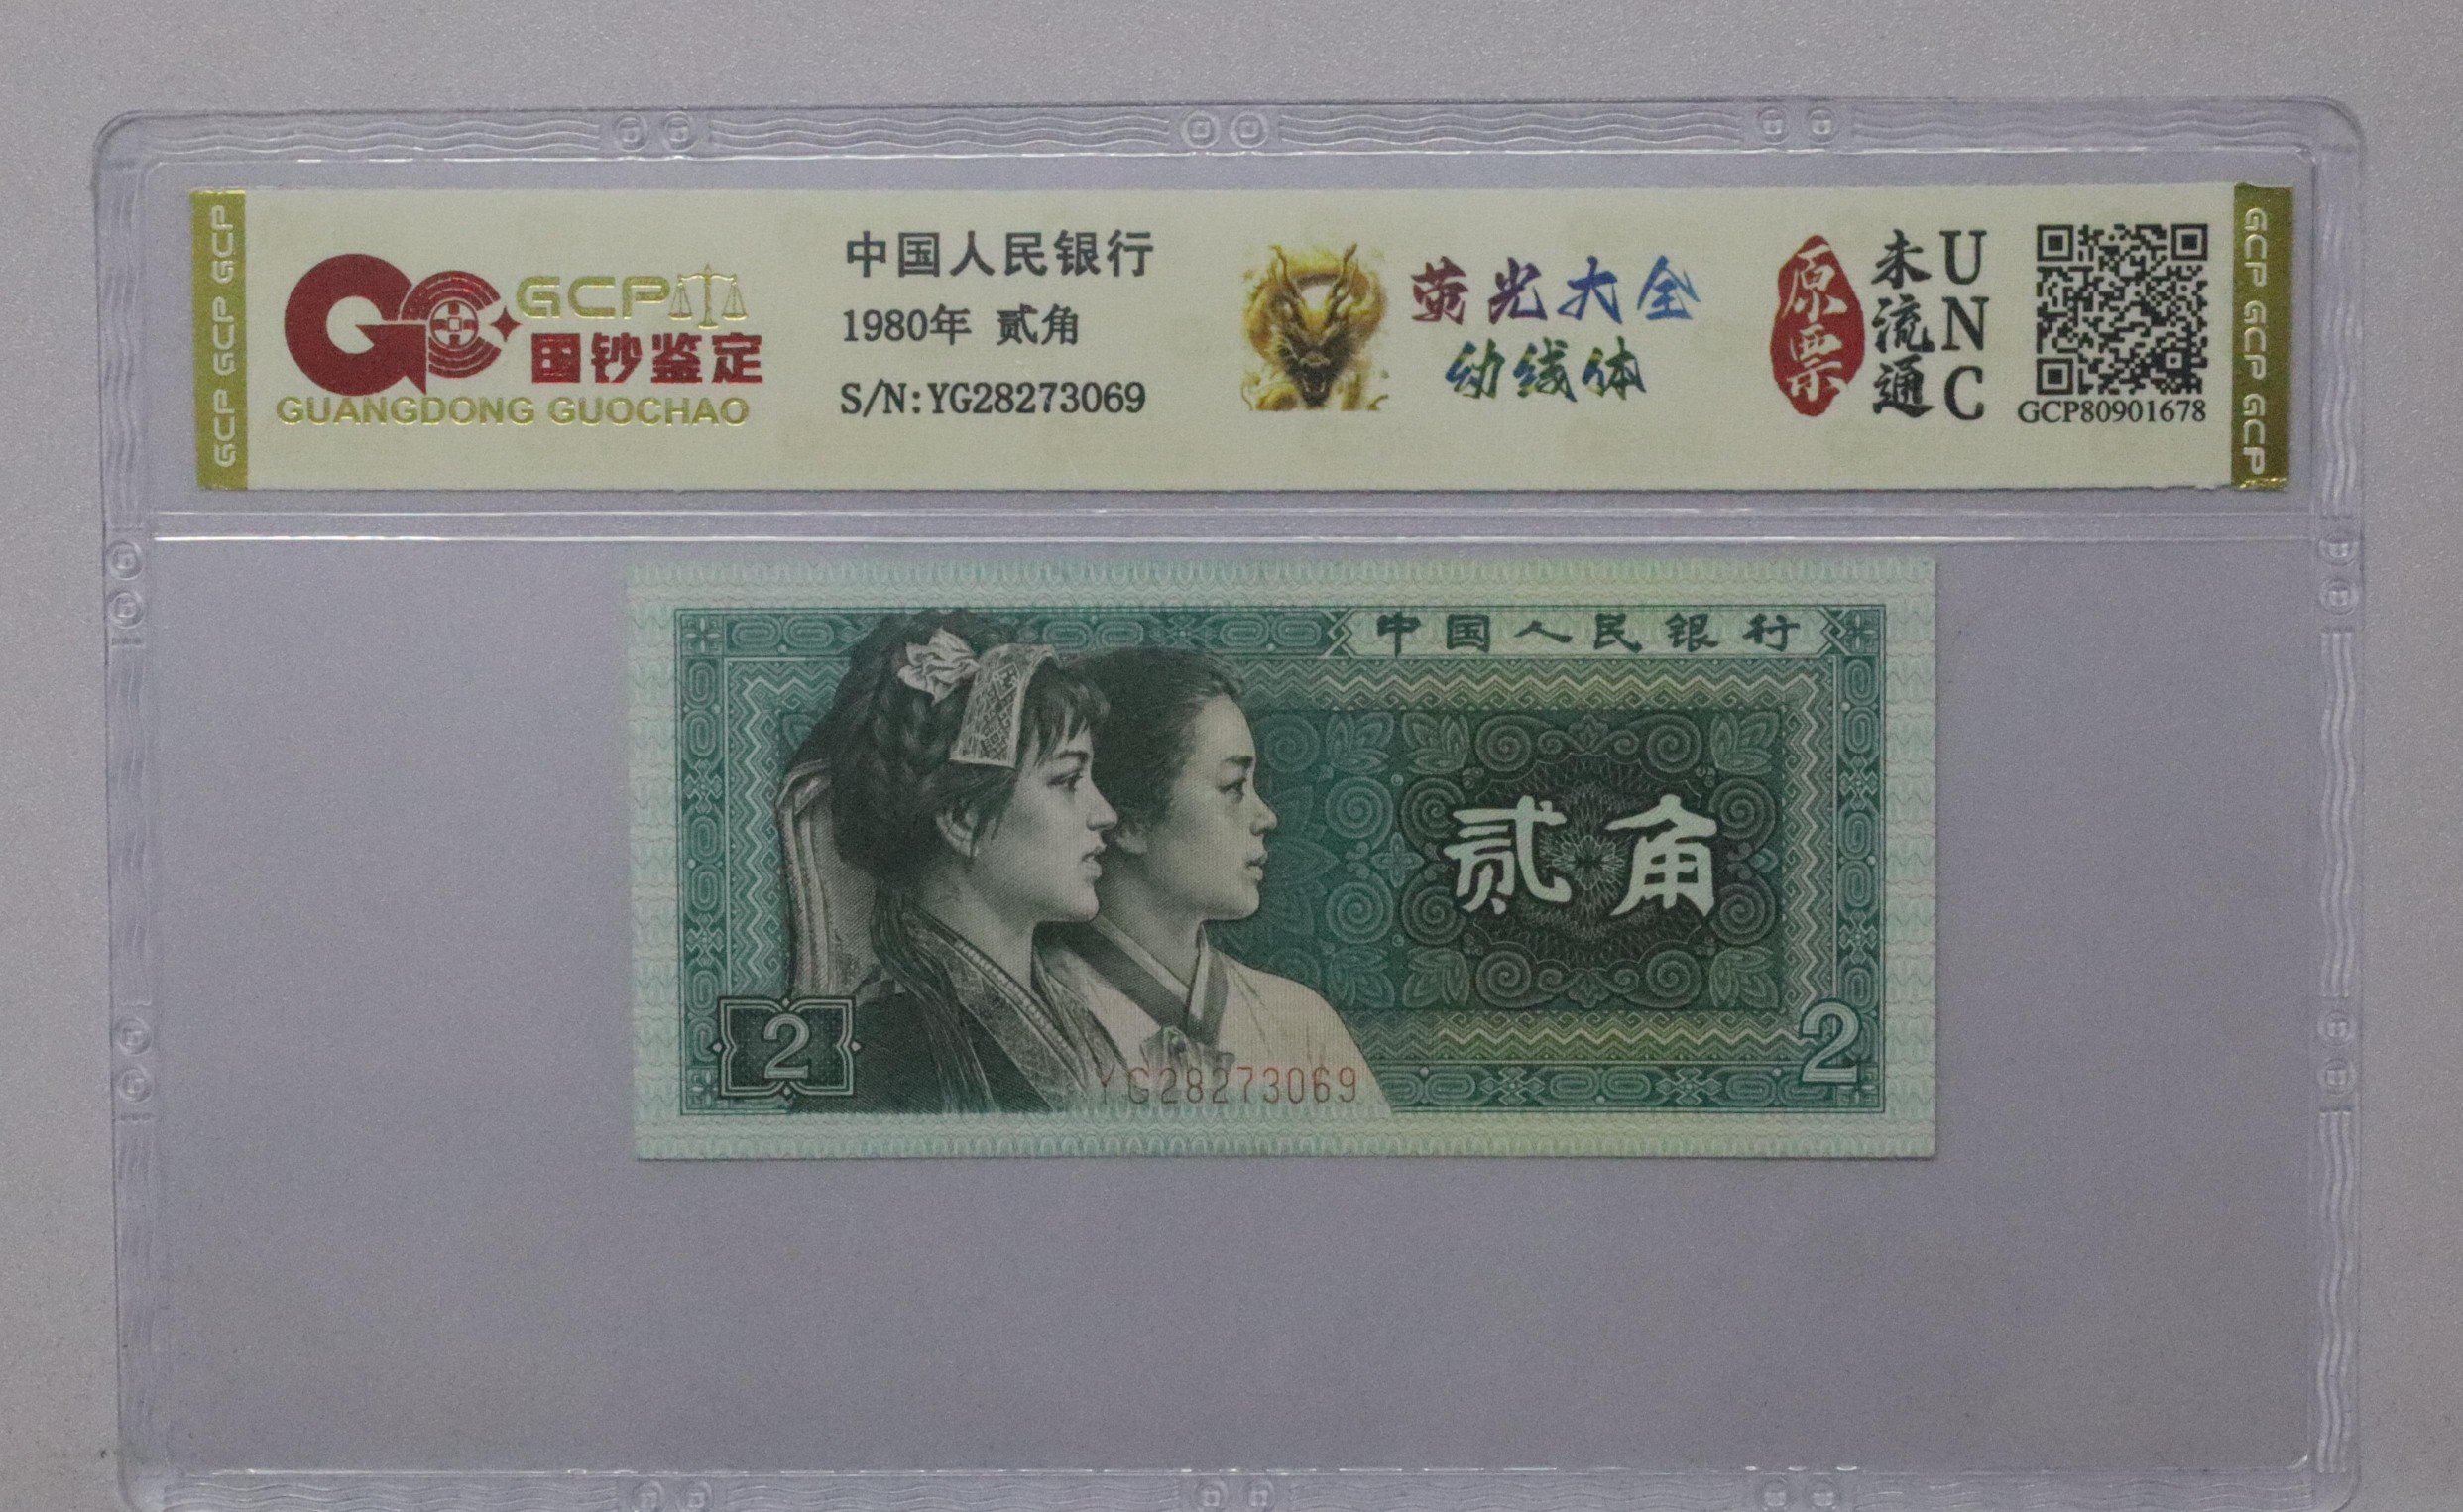 GCP GCP GCP
GCP
国钞鉴定
GUANGDONG GUOCHAO
中国人民银行
1980年 贰角
S/N:YG28273069
萤光大全
幼线体
原票
未流通
UNC
GCP80901678
GCP GCP GCP
中国人民银行
贰角
2
2
YG28273069